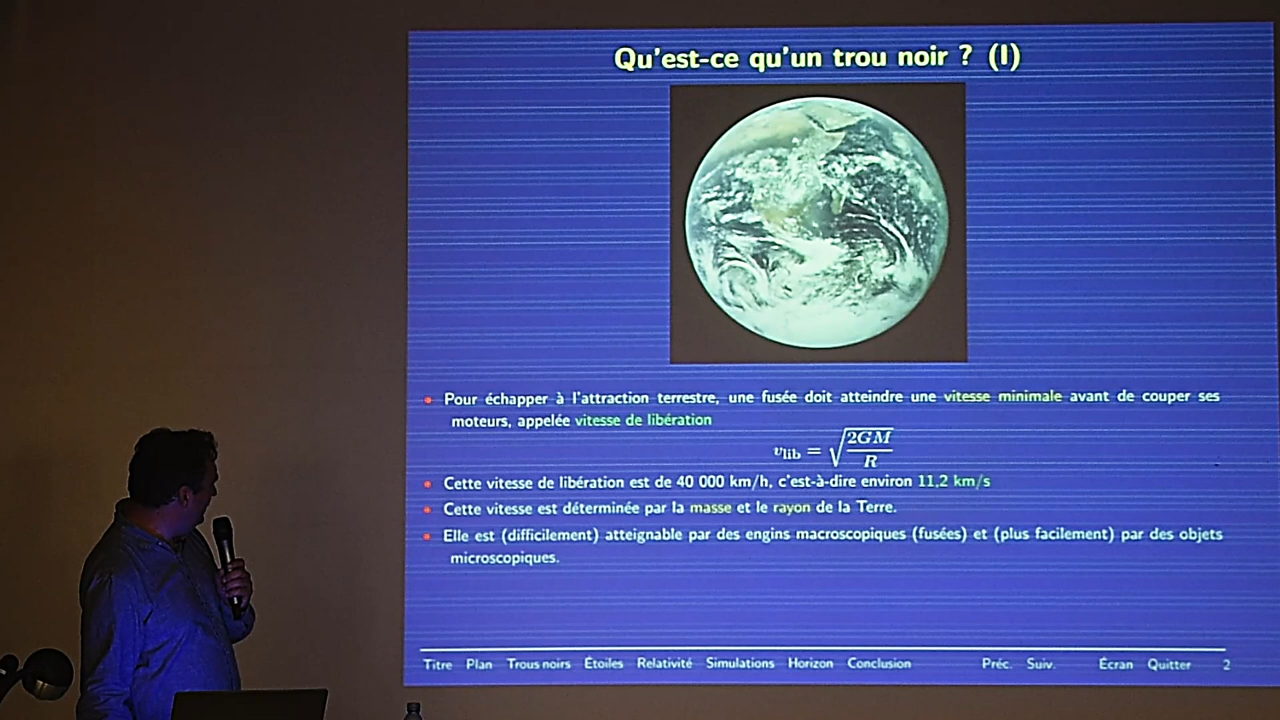 Qu'est-ce qu'un trou noir ? (I)
Pour échapper à l'attraction terrestre, une fusée doit atteindre une vitesse minimale avant de couper ses
moteurs, appelée vitesse de libération
v_lib = √(2GM/R)
Cette vitesse de libération est de 40 000 km/h, c'est-à-dire environ 11,2 km/s
Cette vitesse est déterminée par la masse et le rayon de la Terre.
Elle est (difficilement) atteignable par des engins macroscopiques (fusées) et (plus facilement) par des objets
microscopiques.
Titre Plan Trous noirs Étoiles Relativité Simulations Horizon Conclusion Préc. Suiv. Écran Quitter 2